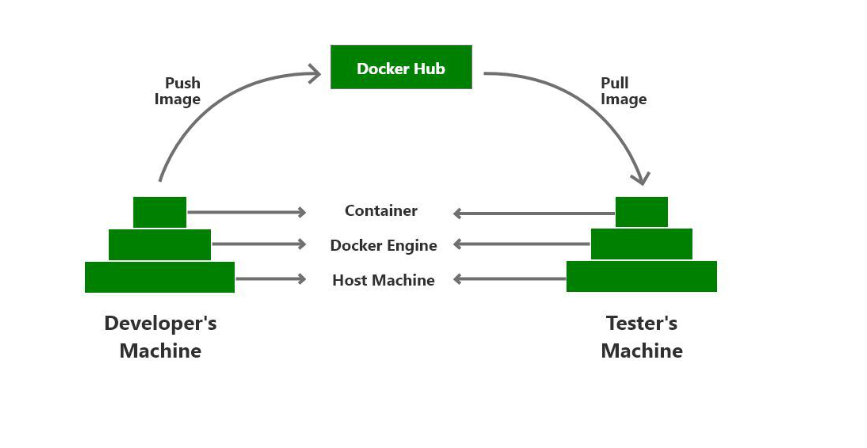 Docker Hub
Push
Image
Pull
Image
Container
Docker Engine
Host Machine
Developer's
Machine
Tester's
Machine